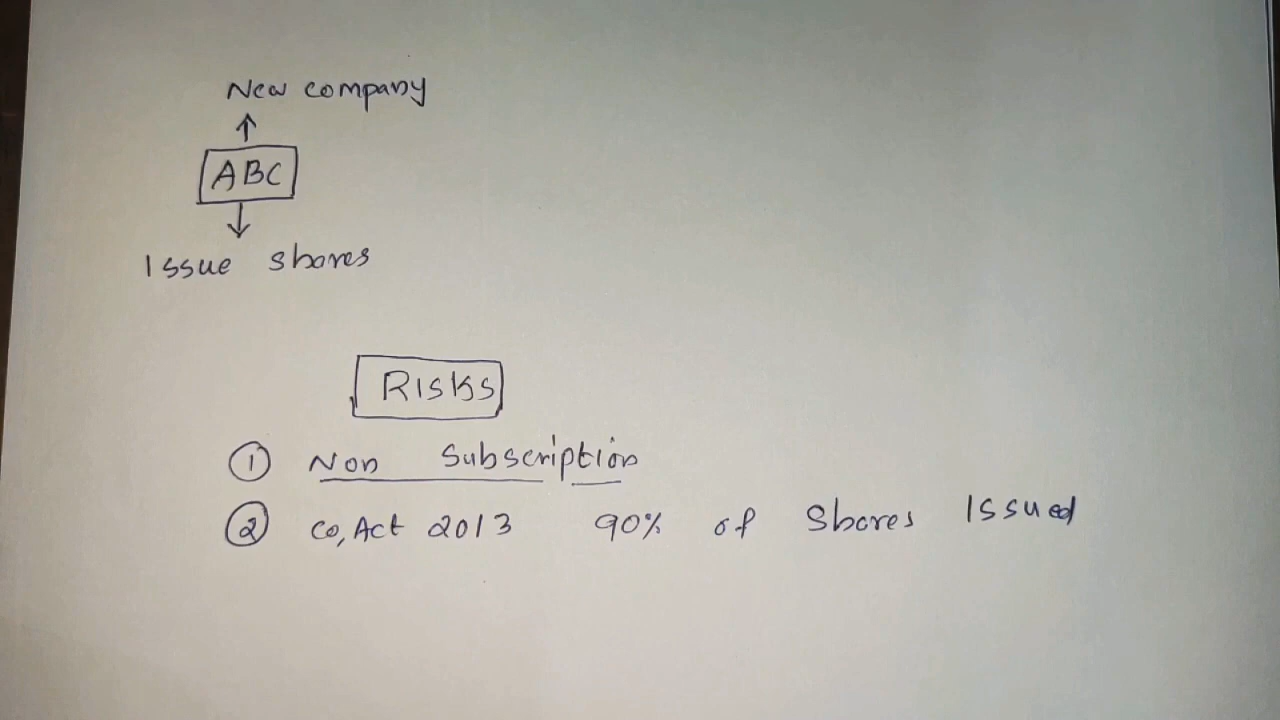 New company
ABC
Issue shares
Risks
① Non Subscription
② Co, Act 2013 90% of Shares Issued